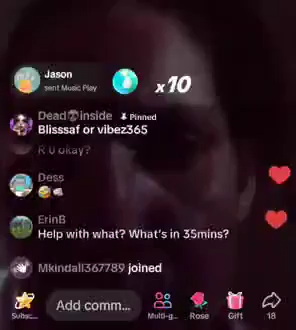 Jason
sent Music Play
x10
Dead💀inside 📌 Pinned
Blisssaf or vibez365
R u okay?
Dess
🤣👊🏼
ErinB
Help with what? What's in 35mins?
Mkindall367789 joined
Add comm...
Subsc...
Multi-g...
Rose
Gift
18